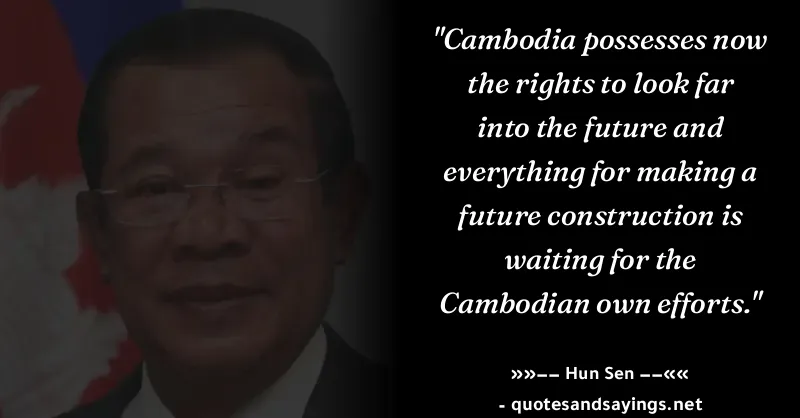 "Cambodia possesses now
the rights to look far
into the future and
everything for making a
future construction is
waiting for the
Cambodian own efforts."
»»–– Hun Sen ––««
- quotesandsayings.net